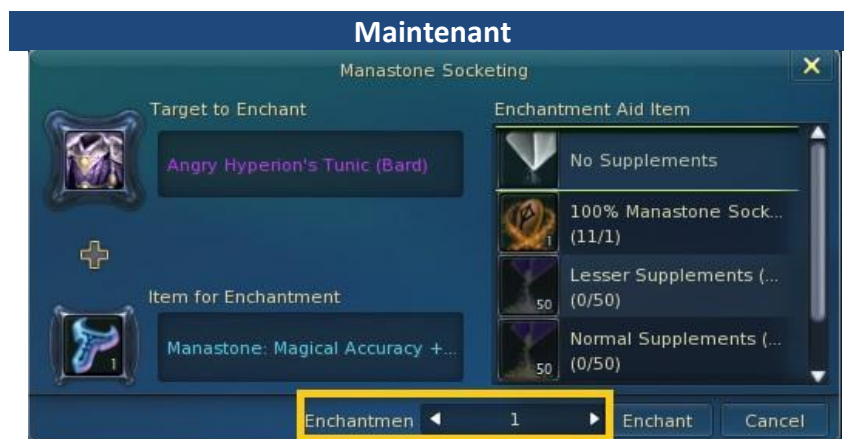 Maintenant
Manastone Socketing
Target to Enchant
Angry Hyperion's Tunic (Bard)
Item for Enchantment
1
Manastone: Magical Accuracy +...
Enchantment Aid Item
No Supplements
1
100% Manastone Sock...
(11/1)
50
Lesser Supplements (...
(0/50)
50
Normal Supplements (...
(0/50)
Enchantmen 1 Enchant Cancel